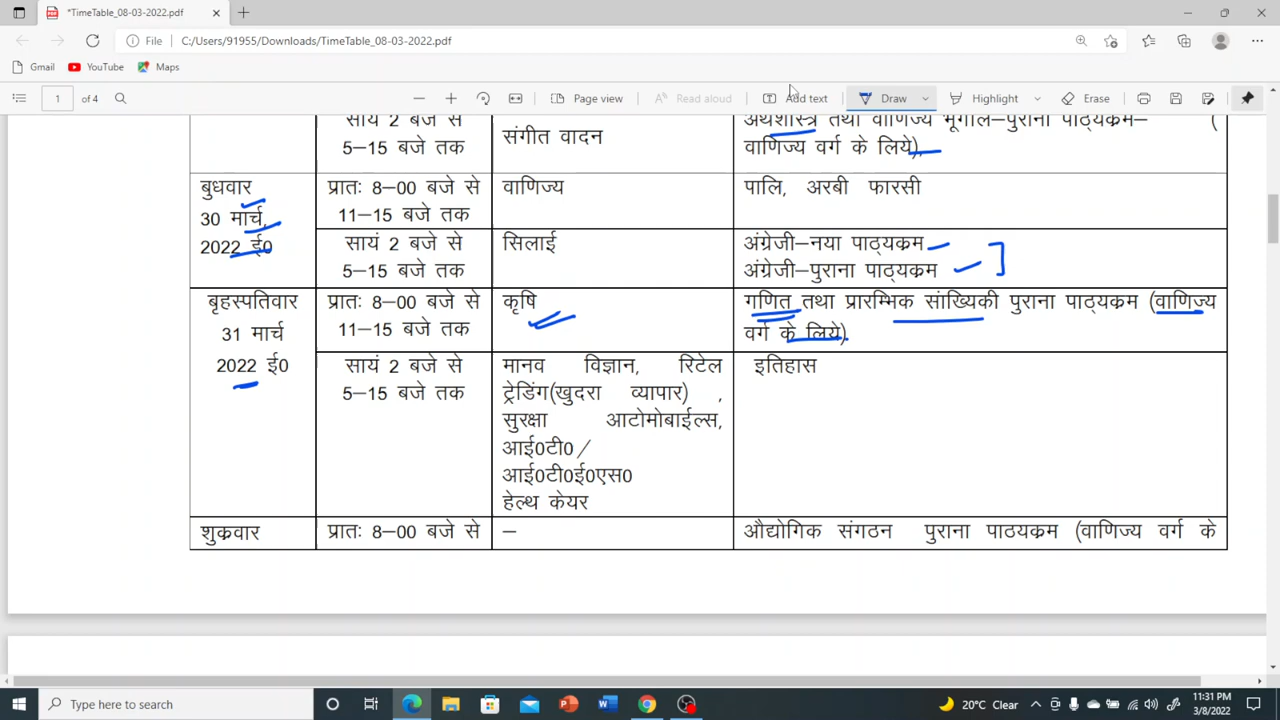 *TimeTable_08-03-2022.pdf
File C:/Users/91955/Downloads/TimeTable_08-03-2022.pdf
Gmail YouTube Maps
1 of 4 Page view Read aloud Add text Draw Highlight Erase
सायं 2 बजे से
5–15 बजे तक
संगीत वादन
अर्थशास्त्र तथा वाणिज्य भूगोल–पुराना पाठ्यक्रम– (
वाणिज्य वर्ग के लिये),
बुधवार
30 मार्च,
2022 ई0
प्रातः 8–00 बजे से
11–15 बजे तक
वाणिज्य
पालि, अरबी फारसी
सायं 2 बजे से
5–15 बजे तक
सिलाई
अंग्रेजी–नया पाठ्यक्रम
अंग्रेजी–पुराना पाठ्यक्रम
बृहस्पतिवार
31 मार्च
2022 ई0
प्रातः 8–00 बजे से
11–15 बजे तक
कृषि
गणित तथा प्रारम्भिक सांख्यिकी पुराना पाठ्यक्रम (वाणिज्य
वर्ग के लिये).
सायं 2 बजे से
5–15 बजे तक
मानव विज्ञान, रिटेल
ट्रेडिंग(खुदरा व्यापार) ,
सुरक्षा आटोमोबाईल्स,
आई0टी0/
आई0टी0ई0एस0
हेल्थ केयर
इतिहास
शुक्रवार
प्रातः 8–00 बजे से
–
औद्योगिक संगठन पुराना पाठयक्रम (वाणिज्य वर्ग के
Type here to search
20°C Clear
11:31 PM
3/8/2022